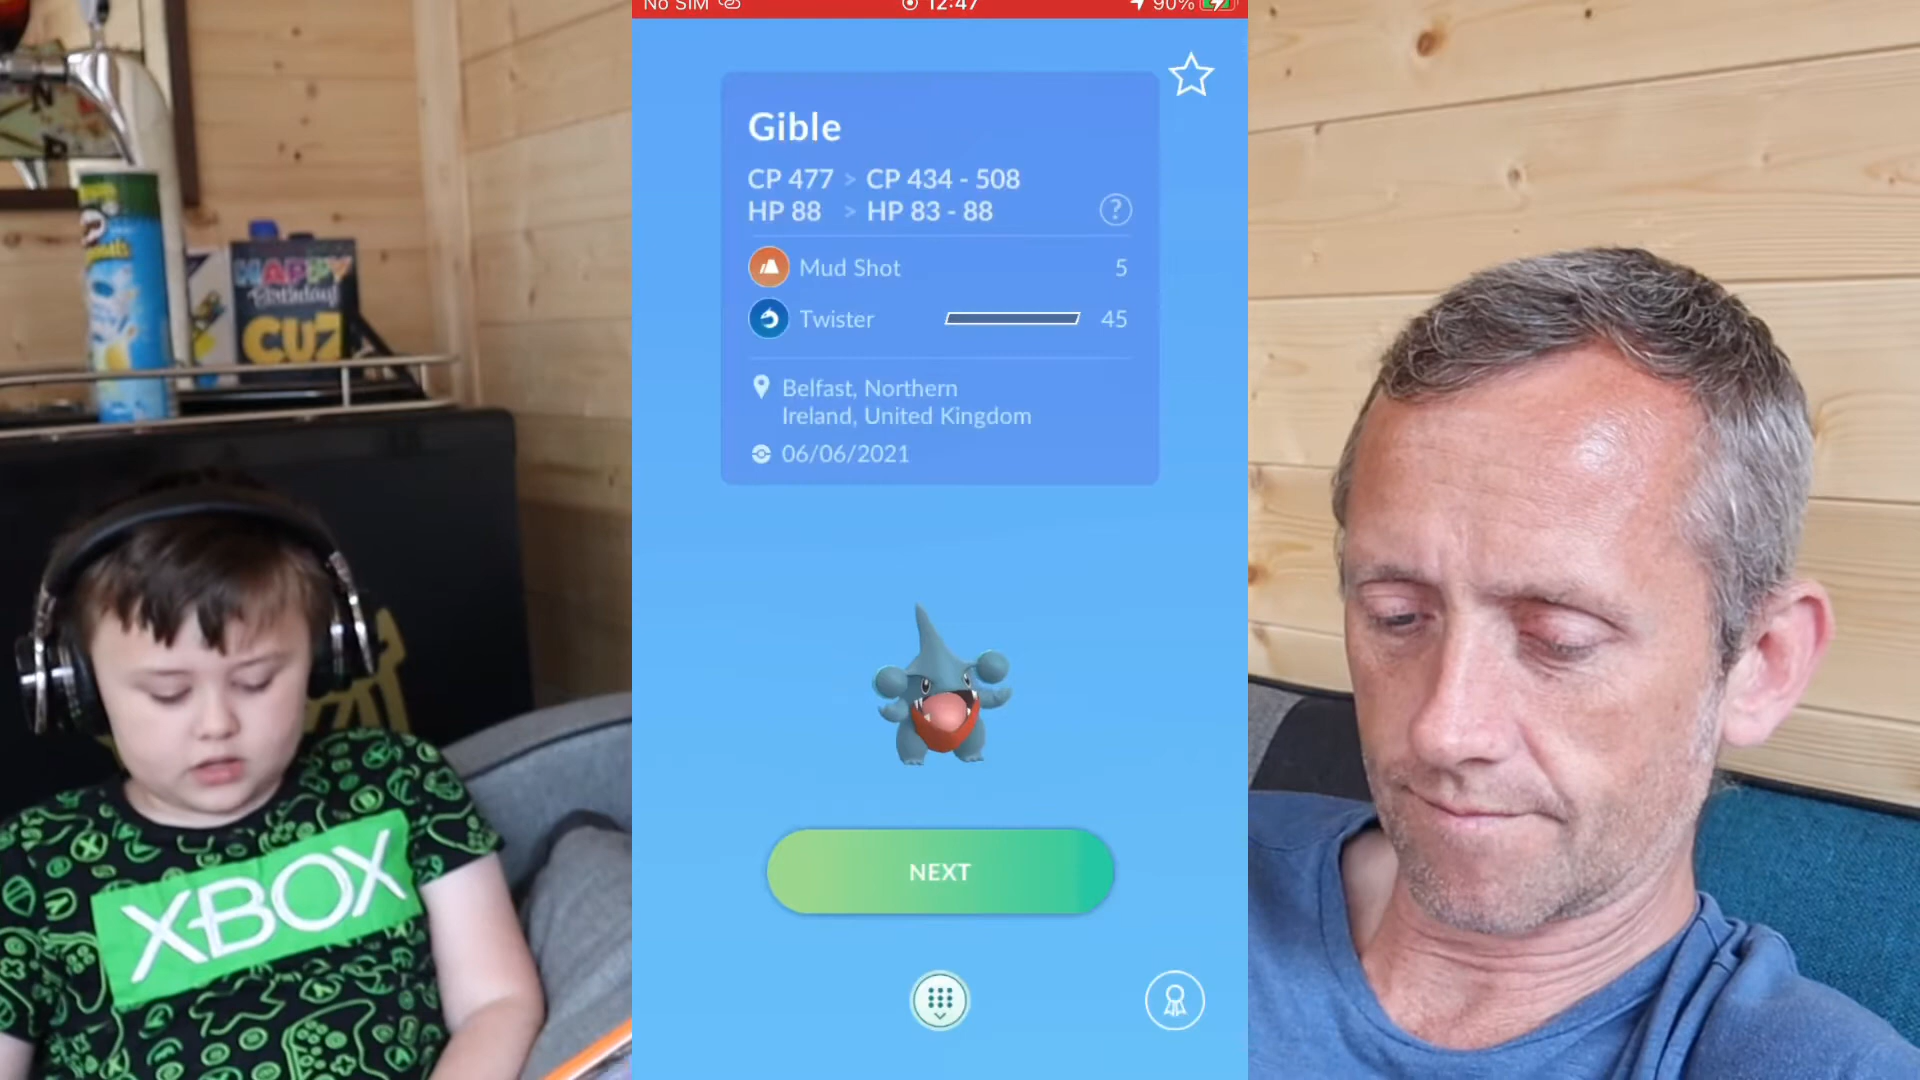 No SIM
12:47
90%
Gible
CP 477 > CP 434 - 508
HP 88 > HP 83 - 88
?
Mud Shot 5
Twister 45
Belfast, Northern
Ireland, United Kingdom
06/06/2021
NEXT
HAPPY
Birthday!
CUZ
XBOX